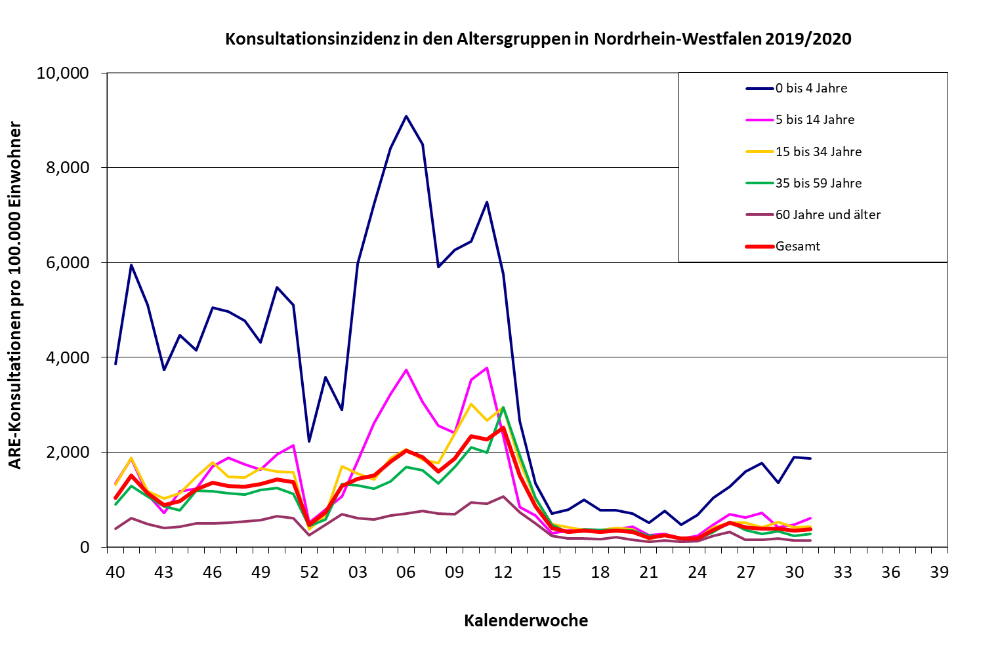 Konsultationsinzidenz in den Altersgruppen in Nordrhein-Westfalen 2019/2020
ARE-Konsultationen pro 100.000 Einwohner
10,000
8,000
6,000
4,000
2,000
0
0 bis 4 Jahre
5 bis 14 Jahre
15 bis 34 Jahre
35 bis 59 Jahre
60 Jahre und älter
Gesamt
40 43 46 49 52 03 06 09 12 15 18 21 24 27 30 33 36 39
Kalenderwoche